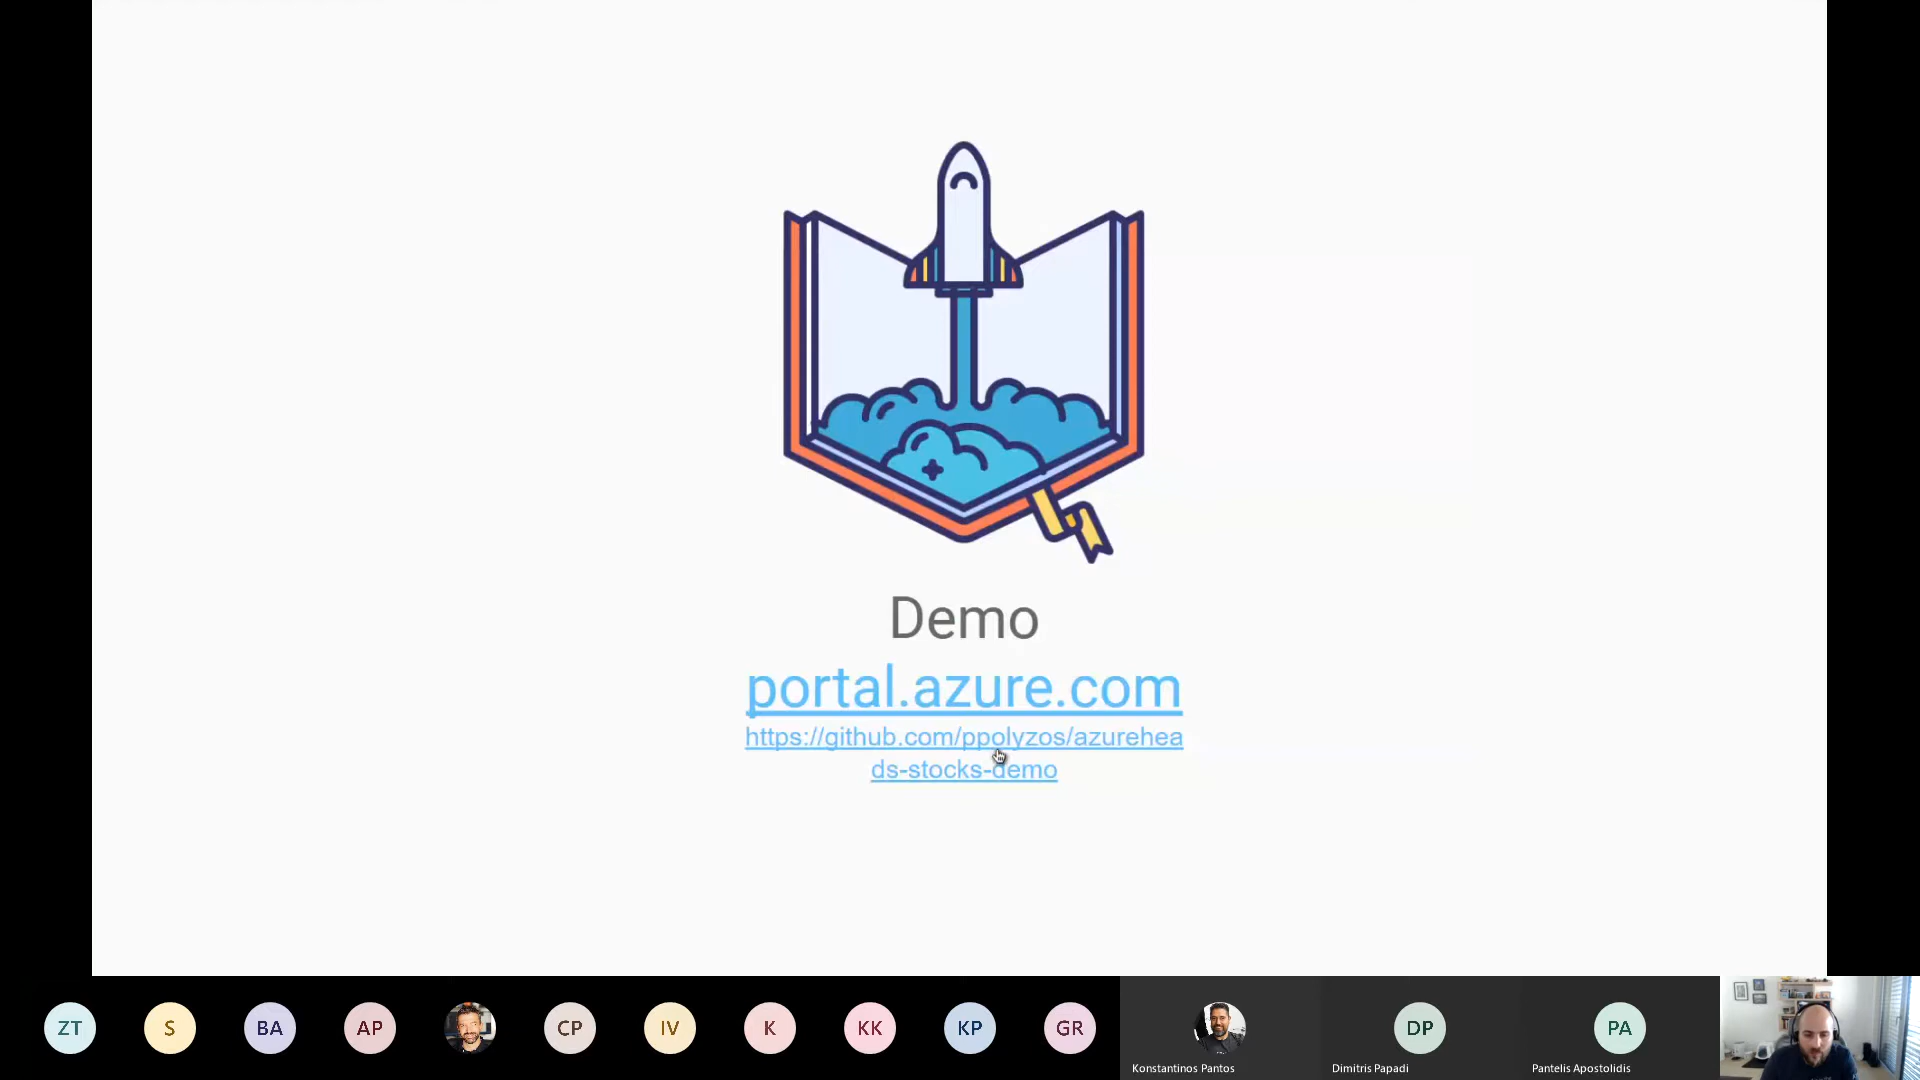 Demo
portal.azure.com
https://github.com/ppolyzos/azurehea
ds-stocks-demo
ZT
S
BA
AP
CP
IV
K
KK
KP
GR
Konstantinos Pantos
DP
Dimitris Papadi
PA
Pantelis Apostolidis